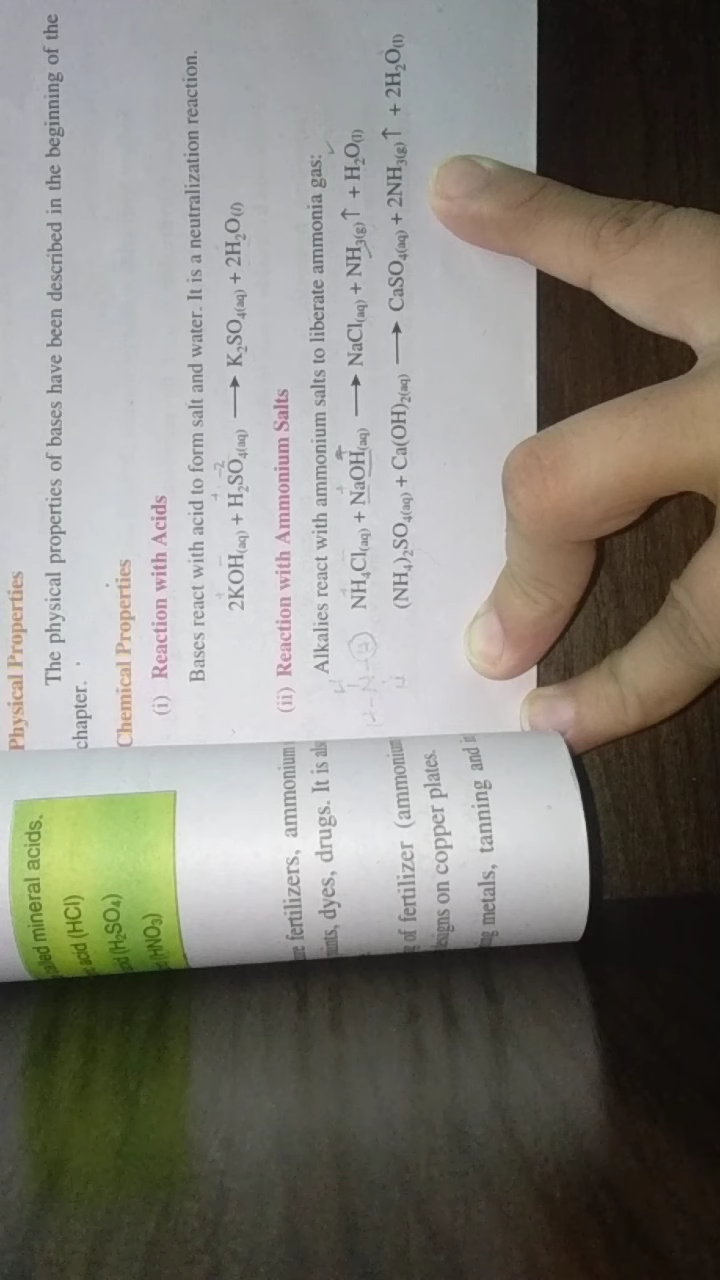 Physical Properties
The physical properties of bases have been described in the beginning of the
chapter.
Chemical Properties
(i) Reaction with Acids
Bases react with acid to form salt and water. It is a neutralization reaction.
2KOH(aq) + H₂SO₄(aq) ⟶ K₂SO₄(aq) + 2H₂O(l)
(ii) Reaction with Ammonium Salts
Alkalies react with ammonium salts to liberate ammonia gas:
NH₄Cl(aq) + NaOH(aq) ⟶ NaCl(aq) + NH₃(g)↑ + H₂O(l)
(NH₄)₂SO₄(aq) + Ca(OH)₂(aq) ⟶ CaSO₄(aq) + 2NH₃(g)↑ + 2H₂O(l)
mineral acids.
acid (HCl)
(H₂SO₄)
(HNO₃)
fertilizers, ammonium
dyes, drugs. It is
of fertilizer (ammonium
on copper plates.
metals, tanning and